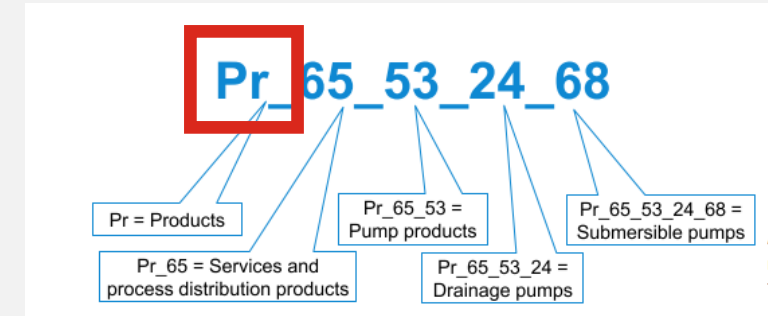 Pr_65_53_24_68
Pr = Products
Pr_65 = Services and
process distribution products
Pr_65_53 =
Pump products
Pr_65_53_24 =
Drainage pumps
Pr_65_53_24_68 =
Submersible pumps